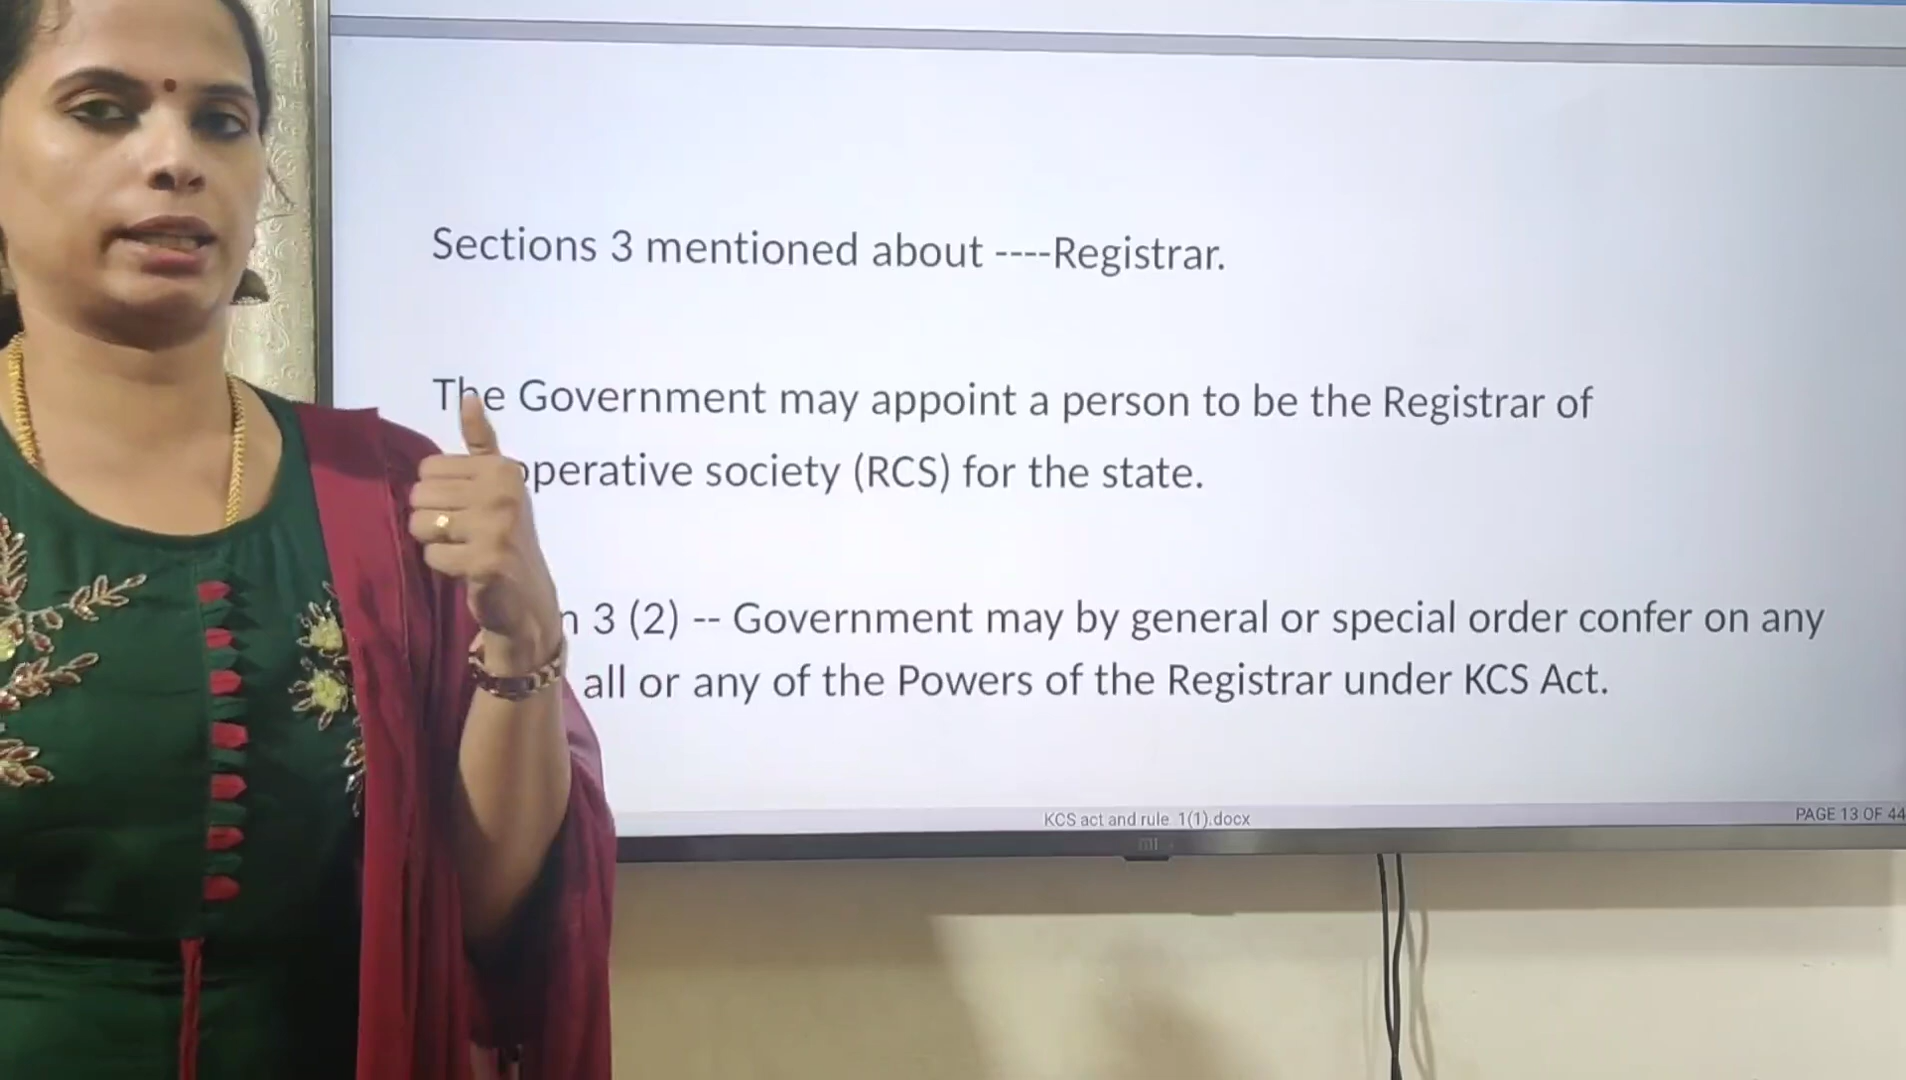 Sections 3 mentioned about ----Registrar.
The Government may appoint a person to be the Registrar of
operative society (RCS) for the state.
3 (2) -- Government may by general or special order confer on any
all or any of the Powers of the Registrar under KCS Act.
KCS act and rule 1(1).docx
PAGE 13 OF 44
mi